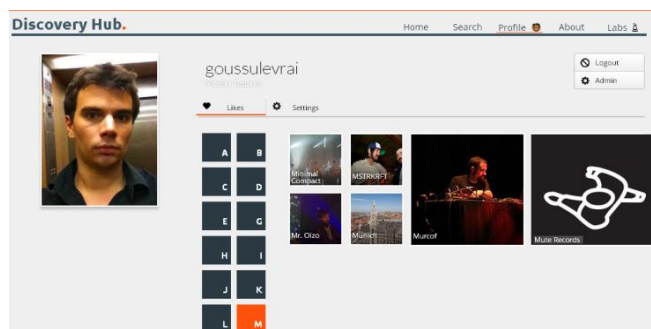 Discovery Hub.
Home Search Profile About Labs
goussulevrai
Logout
Admin
Likes Settings
A B
C D
E G
H I
J K
L M
Minimal
Compact
MSTRKRFT
Mr. Oizo
Munich
Murcof
Mute Records